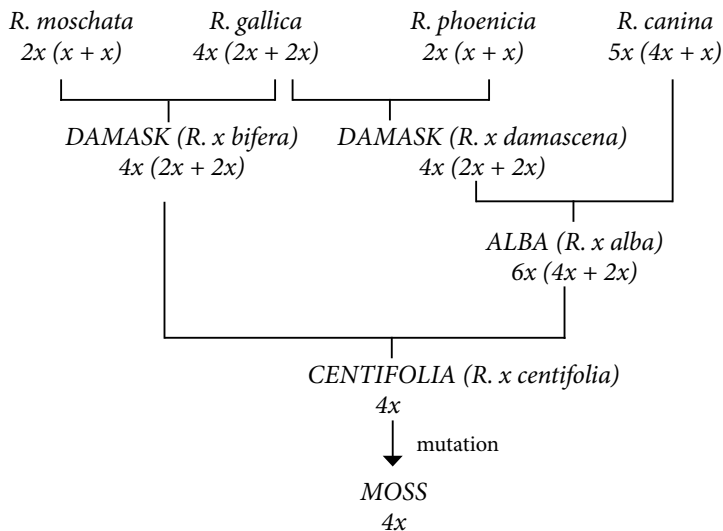 R. moschata
2x (x + x)
R. gallica
4x (2x + 2x)
R. phoenicia
2x (x + x)
R. canina
5x (4x + x)
DAMASK (R. x bifera)
4x (2x + 2x)
DAMASK (R. x damascena)
4x (2x + 2x)
ALBA (R. x alba)
6x (4x + 2x)
CENTIFOLIA (R. x centifolia)
4x
mutation
MOSS
4x